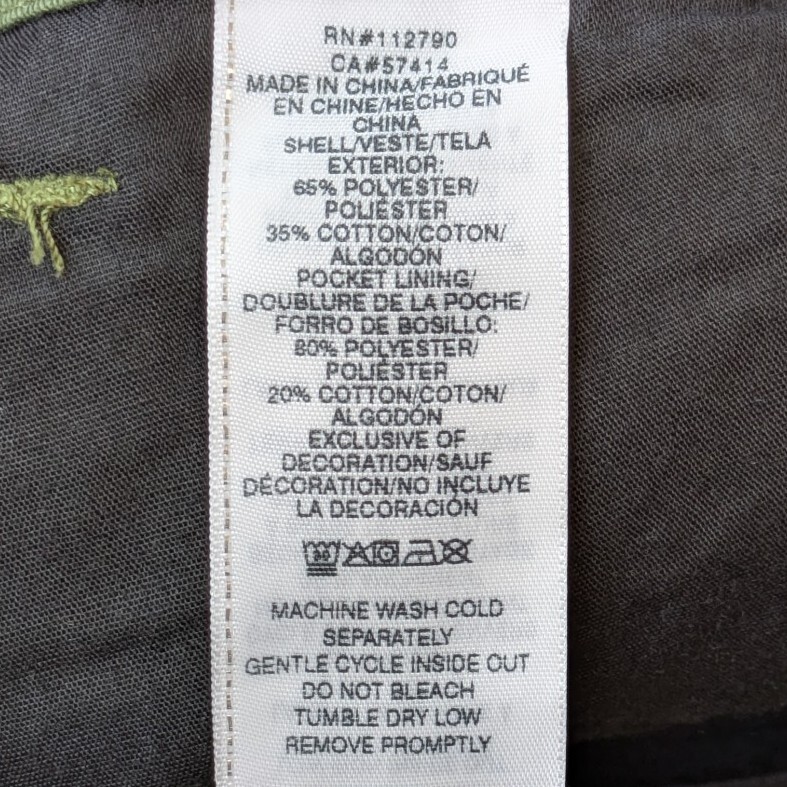 RN#112790
CA#57414
MADE IN CHINA/FABRIQUÉ
EN CHINE/HECHO EN
CHINA
SHELL/VESTE/TELA
EXTERIOR:
65% POLYESTER/
POLIÉSTER
35% COTTON/COTON/
ALGODÓN
POCKET LINING/
DOUBLURE DE LA POCHE/
FORRO DE BOSILLO:
80% POLYESTER/
POLIÉSTER
20% COTTON/COTON/
ALGODÓN
EXCLUSIVE OF
DECORATION/SAUF
DÉCORATION/NO INCLUYE
LA DECORACIÓN
30
MACHINE WASH COLD
SEPARATELY
GENTLE CYCLE INSIDE OUT
DO NOT BLEACH
TUMBLE DRY LOW
REMOVE PROMPTLY